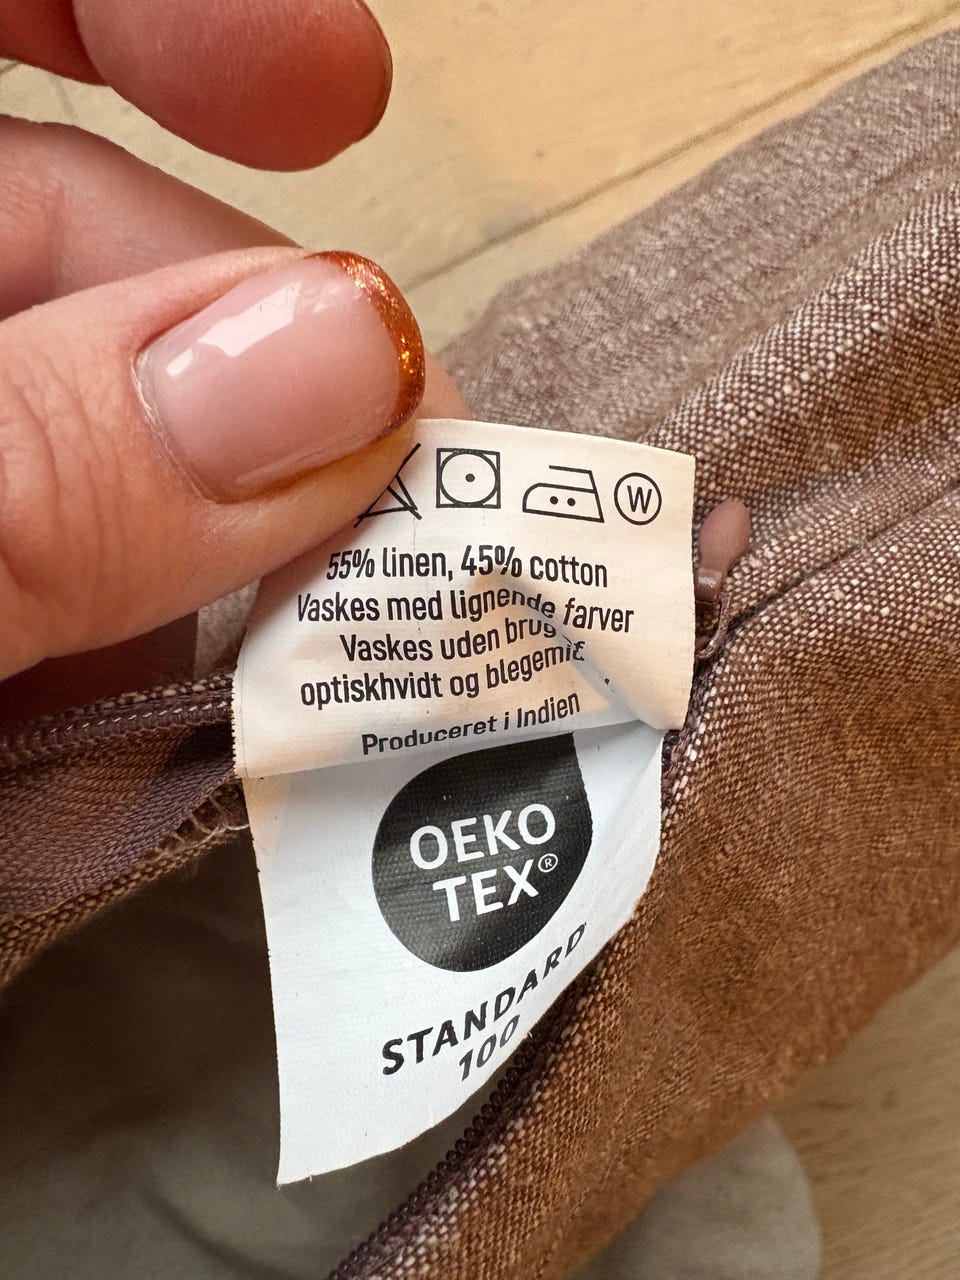 W
55% linen, 45% cotton
Vaskes med lignende farver
Vaskes uden brug
optiskhvidt og
Produceret i Indien
OEKO
TEX®
STANDARD
100